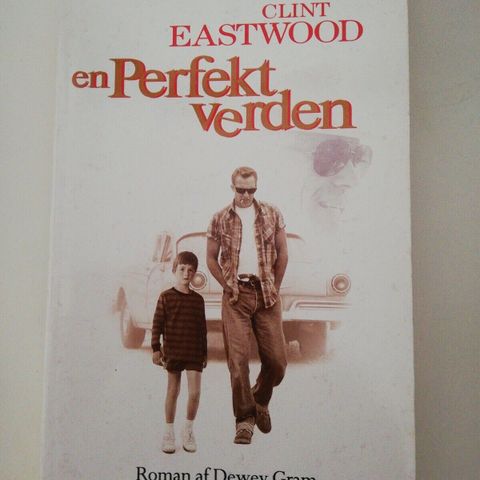 CLINT
EASTWOOD
en Perfekt
verden
Roman af Dewey Gram